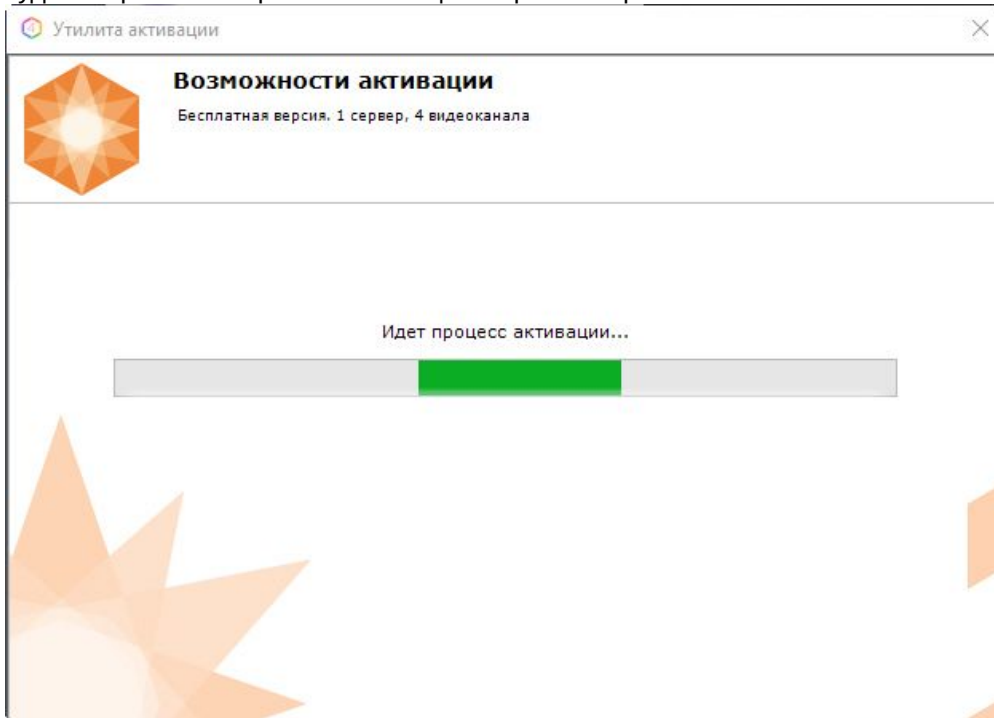 Утилита активации
Возможности активации
Бесплатная версия. 1 сервер, 4 видеоканала
Идет процесс активации...